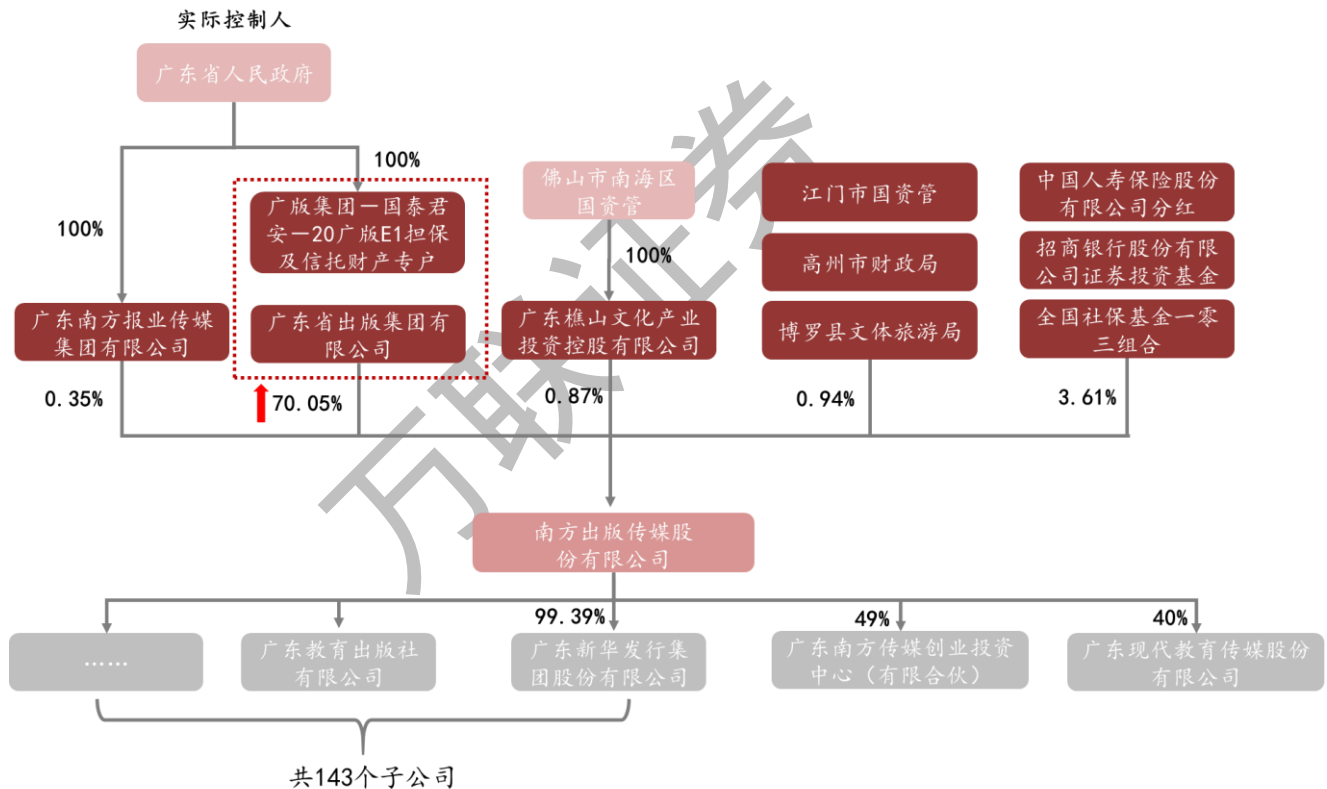 实际控制人
广东省人民政府
100%
100%
广版集团一国泰君
安一20广版E1担保
及信托财产专户
佛山市南海区
国资管
100%
江门市国资管
高州市财政局
博罗县文体旅游局
中国人寿保险股份
有限公司分红
招商银行股份有限
公司证券投资基金
全国社保基金一零
三组合
广东南方报业传媒
集团有限公司
广东省出版集团有
限公司
广东樵山文化产业
投资控股有限公司
0.35%
70.05%
0.87%
0.94%
3.61%
南方出版传媒股
份有限公司
99.39%
49%
40%
……
广东教育出版社
有限公司
广东新华发行集
团股份有限公司
广东南方传媒创业投资
中心（有限合伙）
广东现代教育传媒股份
有限公司
共143个子公司
万联证券